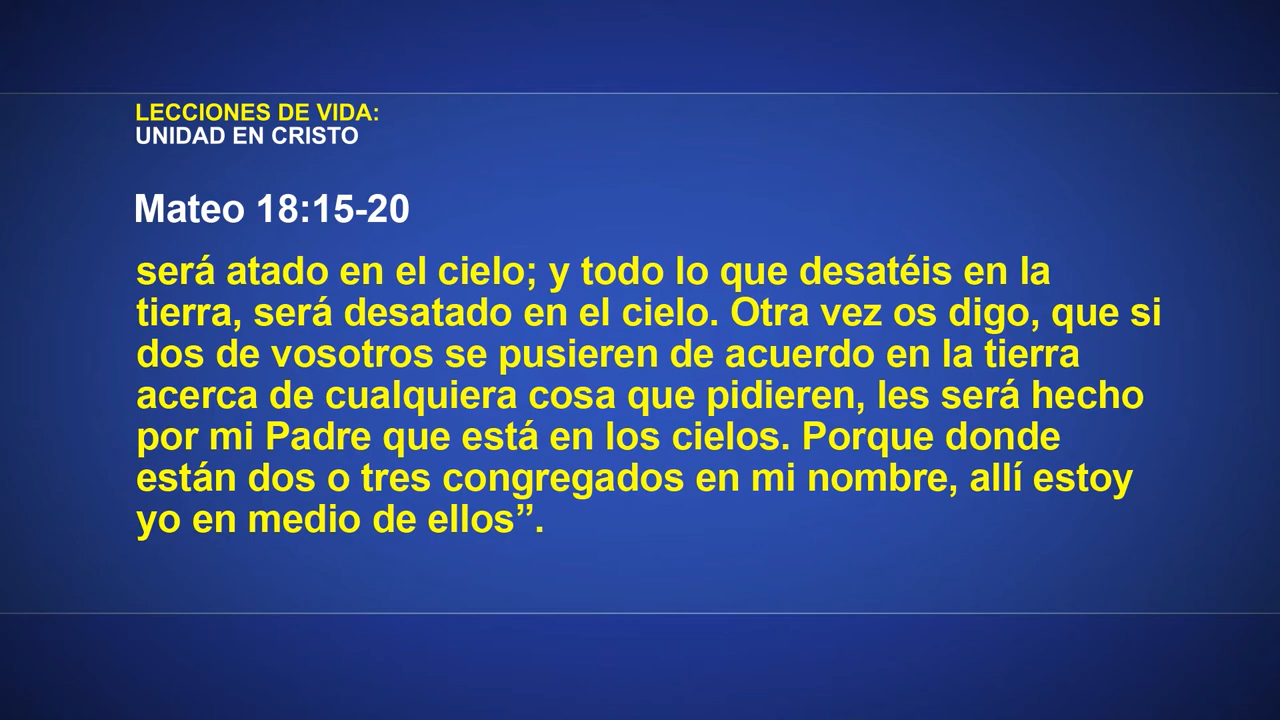 LECCIONES DE VIDA:
UNIDAD EN CRISTO
Mateo 18:15-20
será atado en el cielo; y todo lo que desatéis en la
tierra, será desatado en el cielo. Otra vez os digo, que si
dos de vosotros se pusieren de acuerdo en la tierra
acerca de cualquiera cosa que pidieren, les será hecho
por mi Padre que está en los cielos. Porque donde
están dos o tres congregados en mi nombre, allí estoy
yo en medio de ellos”.